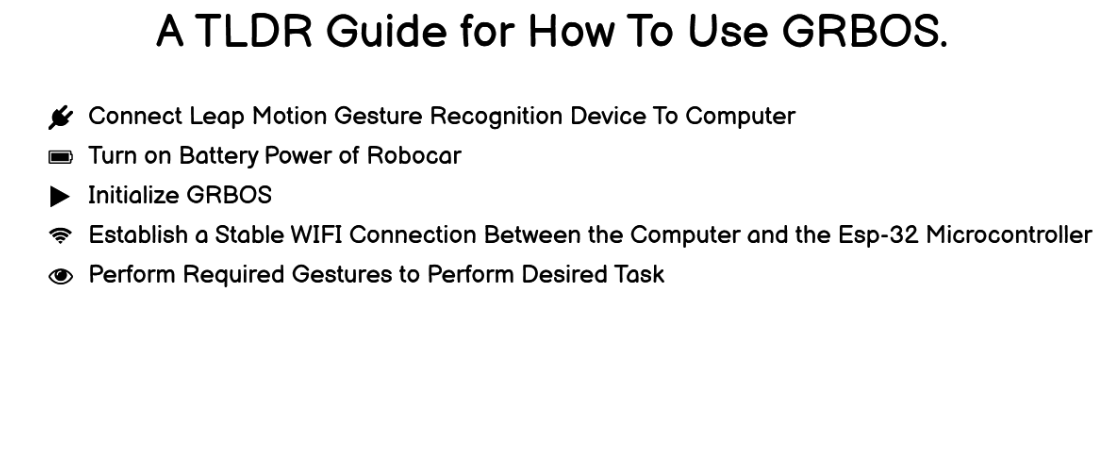 A TLDR Guide for How To Use GRBOS.
Connect Leap Motion Gesture Recognition Device To Computer
Turn on Battery Power of Robocar
Initialize GRBOS
Establish a Stable WIFI Connection Between the Computer and the Esp-32 Microcontroller
Perform Required Gestures to Perform Desired Task